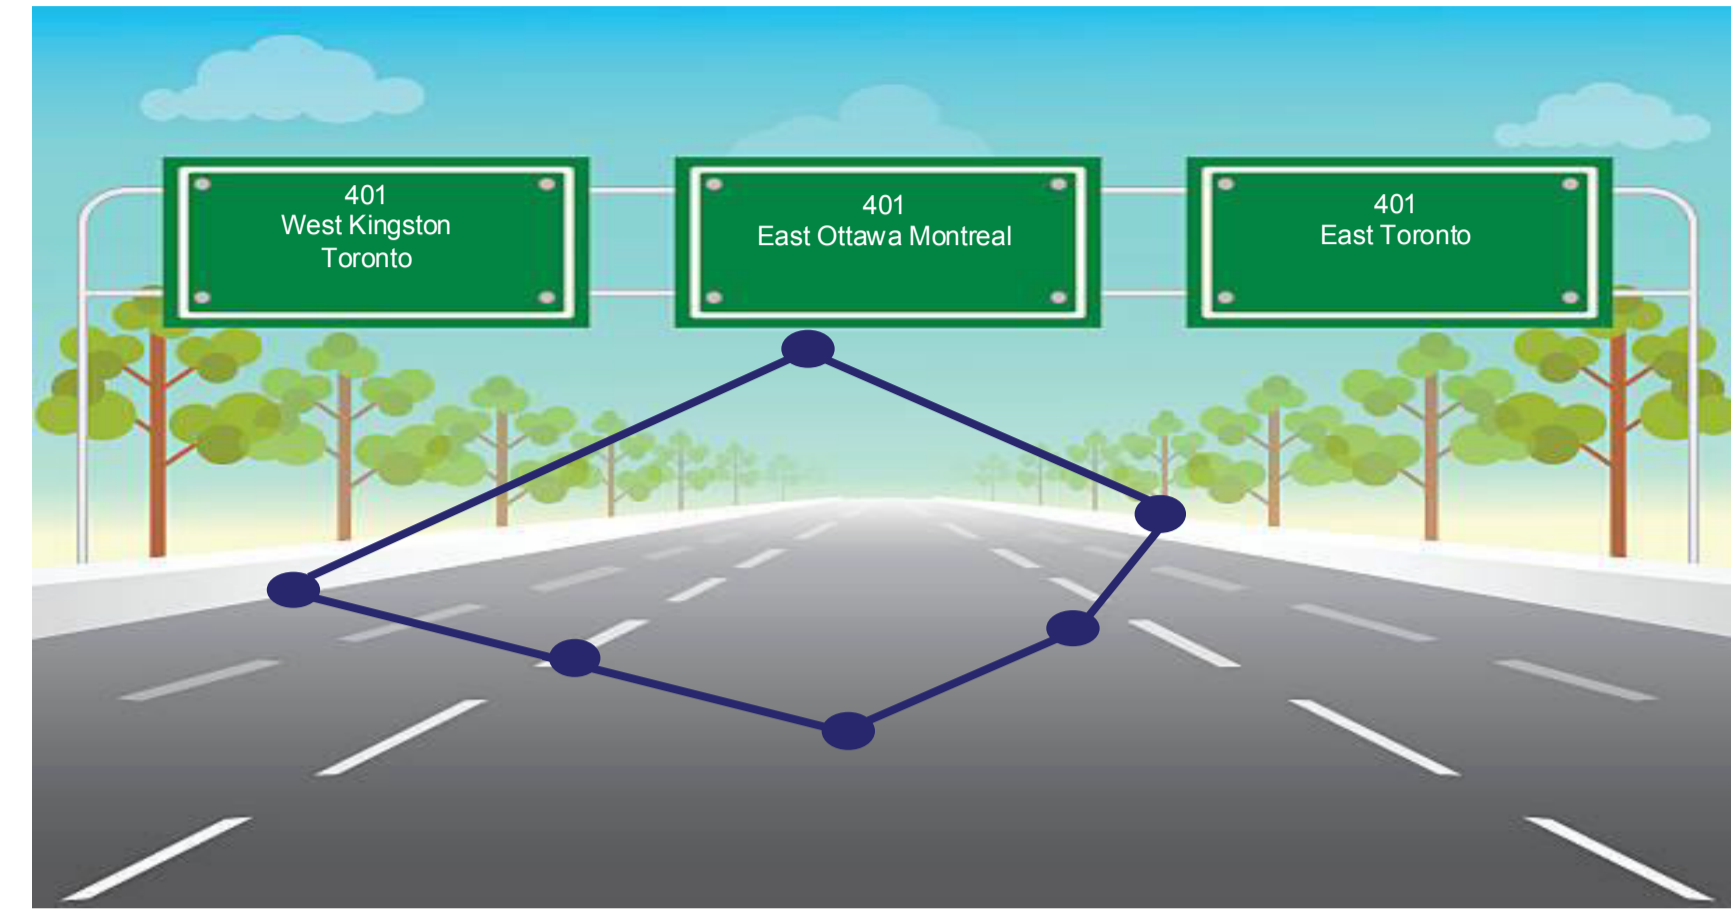 401
West Kingston
Toronto
401
East Ottawa Montreal
401
East Toronto